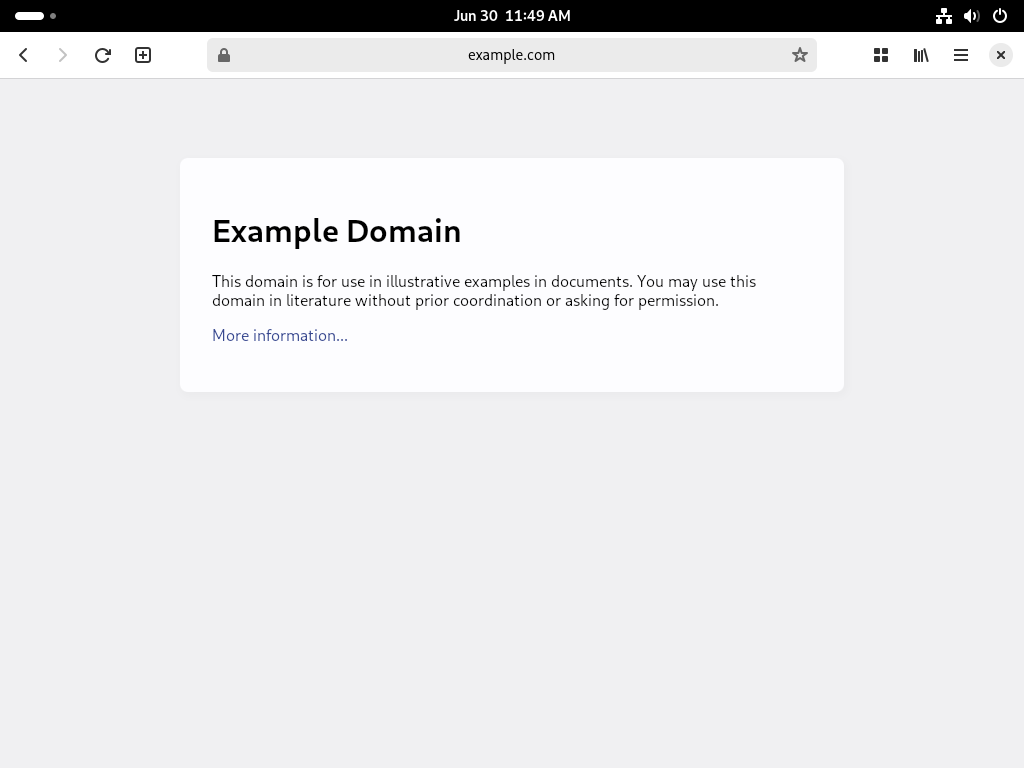 Jun 30  11:49 AM
example.com
Example Domain
This domain is for use in illustrative examples in documents. You may use this
domain in literature without prior coordination or asking for permission.
More information...